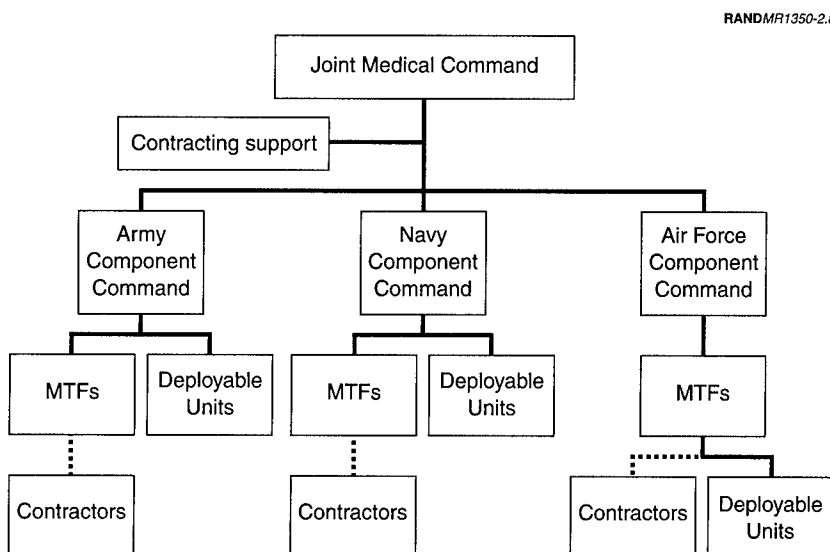 RANDMR1350-2.8
Joint Medical Command
Contracting support
Army
Component
Command
Navy
Component
Command
Air Force
Component
Command
MTFs
Deployable
Units
MTFs
Deployable
Units
MTFs
Contractors
Contractors
Contractors
Deployable
Units